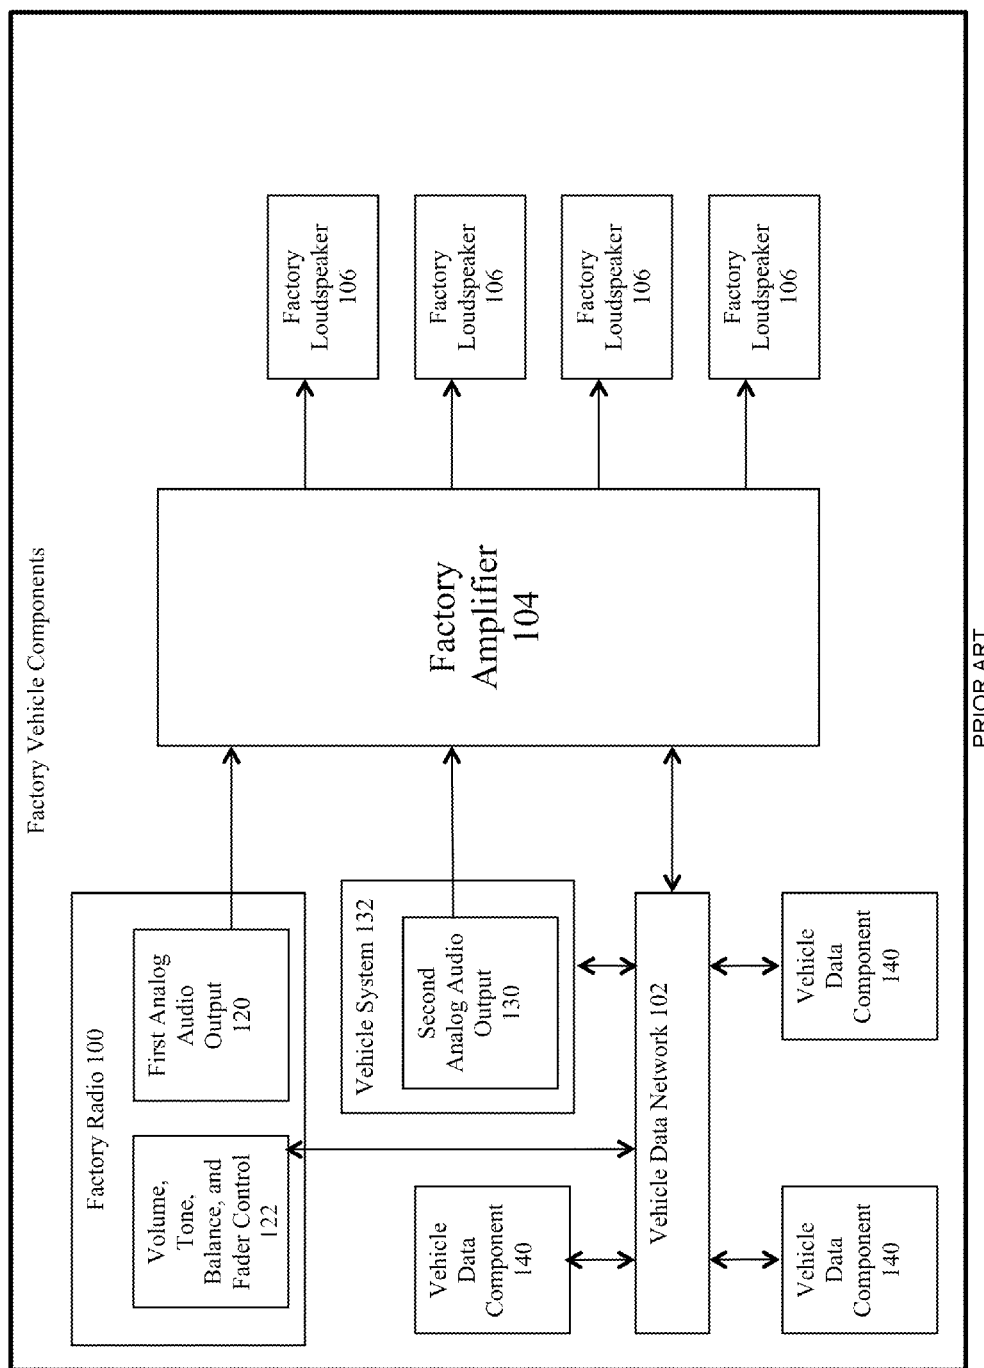 Factory Vehicle Components
Factory Radio 100
Volume,
Tone,
Balance, and
Fader Control
122
First Analog
Audio
Output
120
Vehicle System 132
Second
Analog Audio
Output
130
Vehicle
Data
Component
140
Vehicle Data Network 102
Vehicle
Data
Component
140
Vehicle
Data
Component
140
Factory
Amplifier
104
Factory
Loudspeaker
106
Factory
Loudspeaker
106
Factory
Loudspeaker
106
Factory
Loudspeaker
106
PRIOR ART